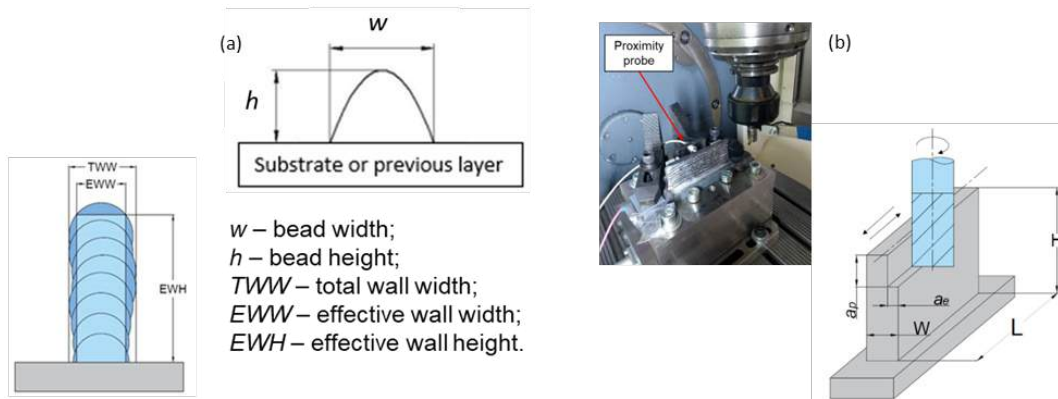 (a)
w
h
Substrate or previous layer
TWW
EWW
EWH
w – bead width;
h – bead height;
TWW – total wall width;
EWW – effective wall width;
EWH – effective wall height.
Proximity
probe
(b)
ap
ae
W
L